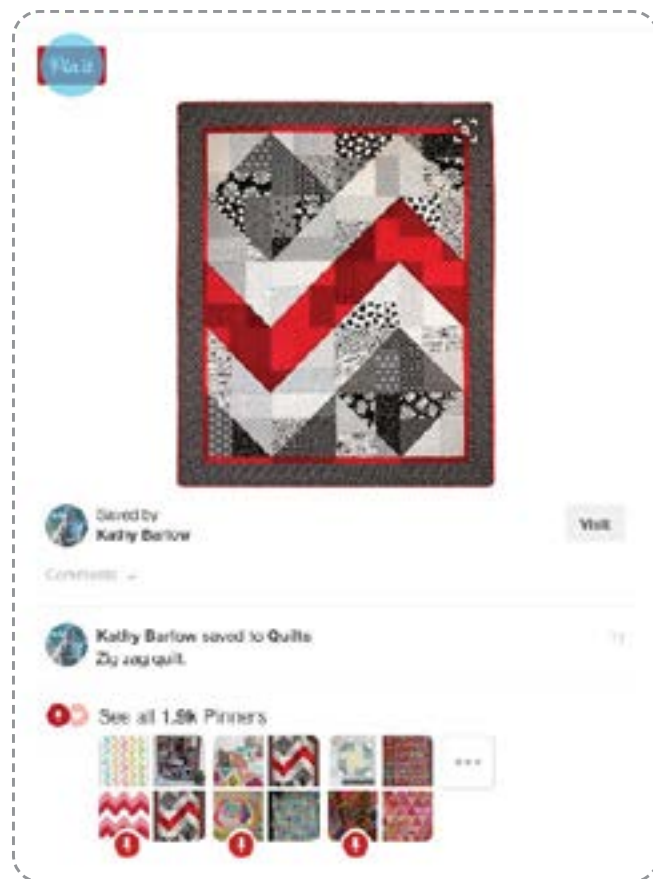 Pin it
Saved by
Kathy Barlow
Visit
Comments
Kathy Barlow saved to Quilts
Zig zag quilt.
See all 1.9k Pinners